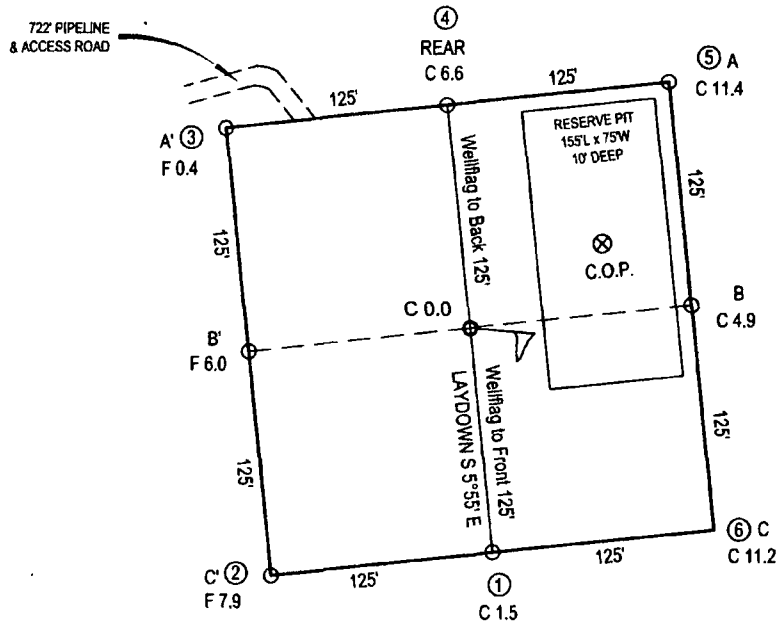 722' PIPELINE
& ACCESS ROAD
④
REAR
C 6.6
⑤ A
C 11.4
125'
125'
A' ③
F 0.4
RESERVE PIT
155'L x 75'W
10' DEEP
C.O.P.
125'
125'
Wellflag to Back 125'
C 0.0
B
C 4.9
B'
F 6.0
Wellflag to Front 125'
LAYDOWN S 5°55' E
125'
125'
C' ②
F 7.9
125'
125'
①
C 1.5
⑥ C
C 11.2